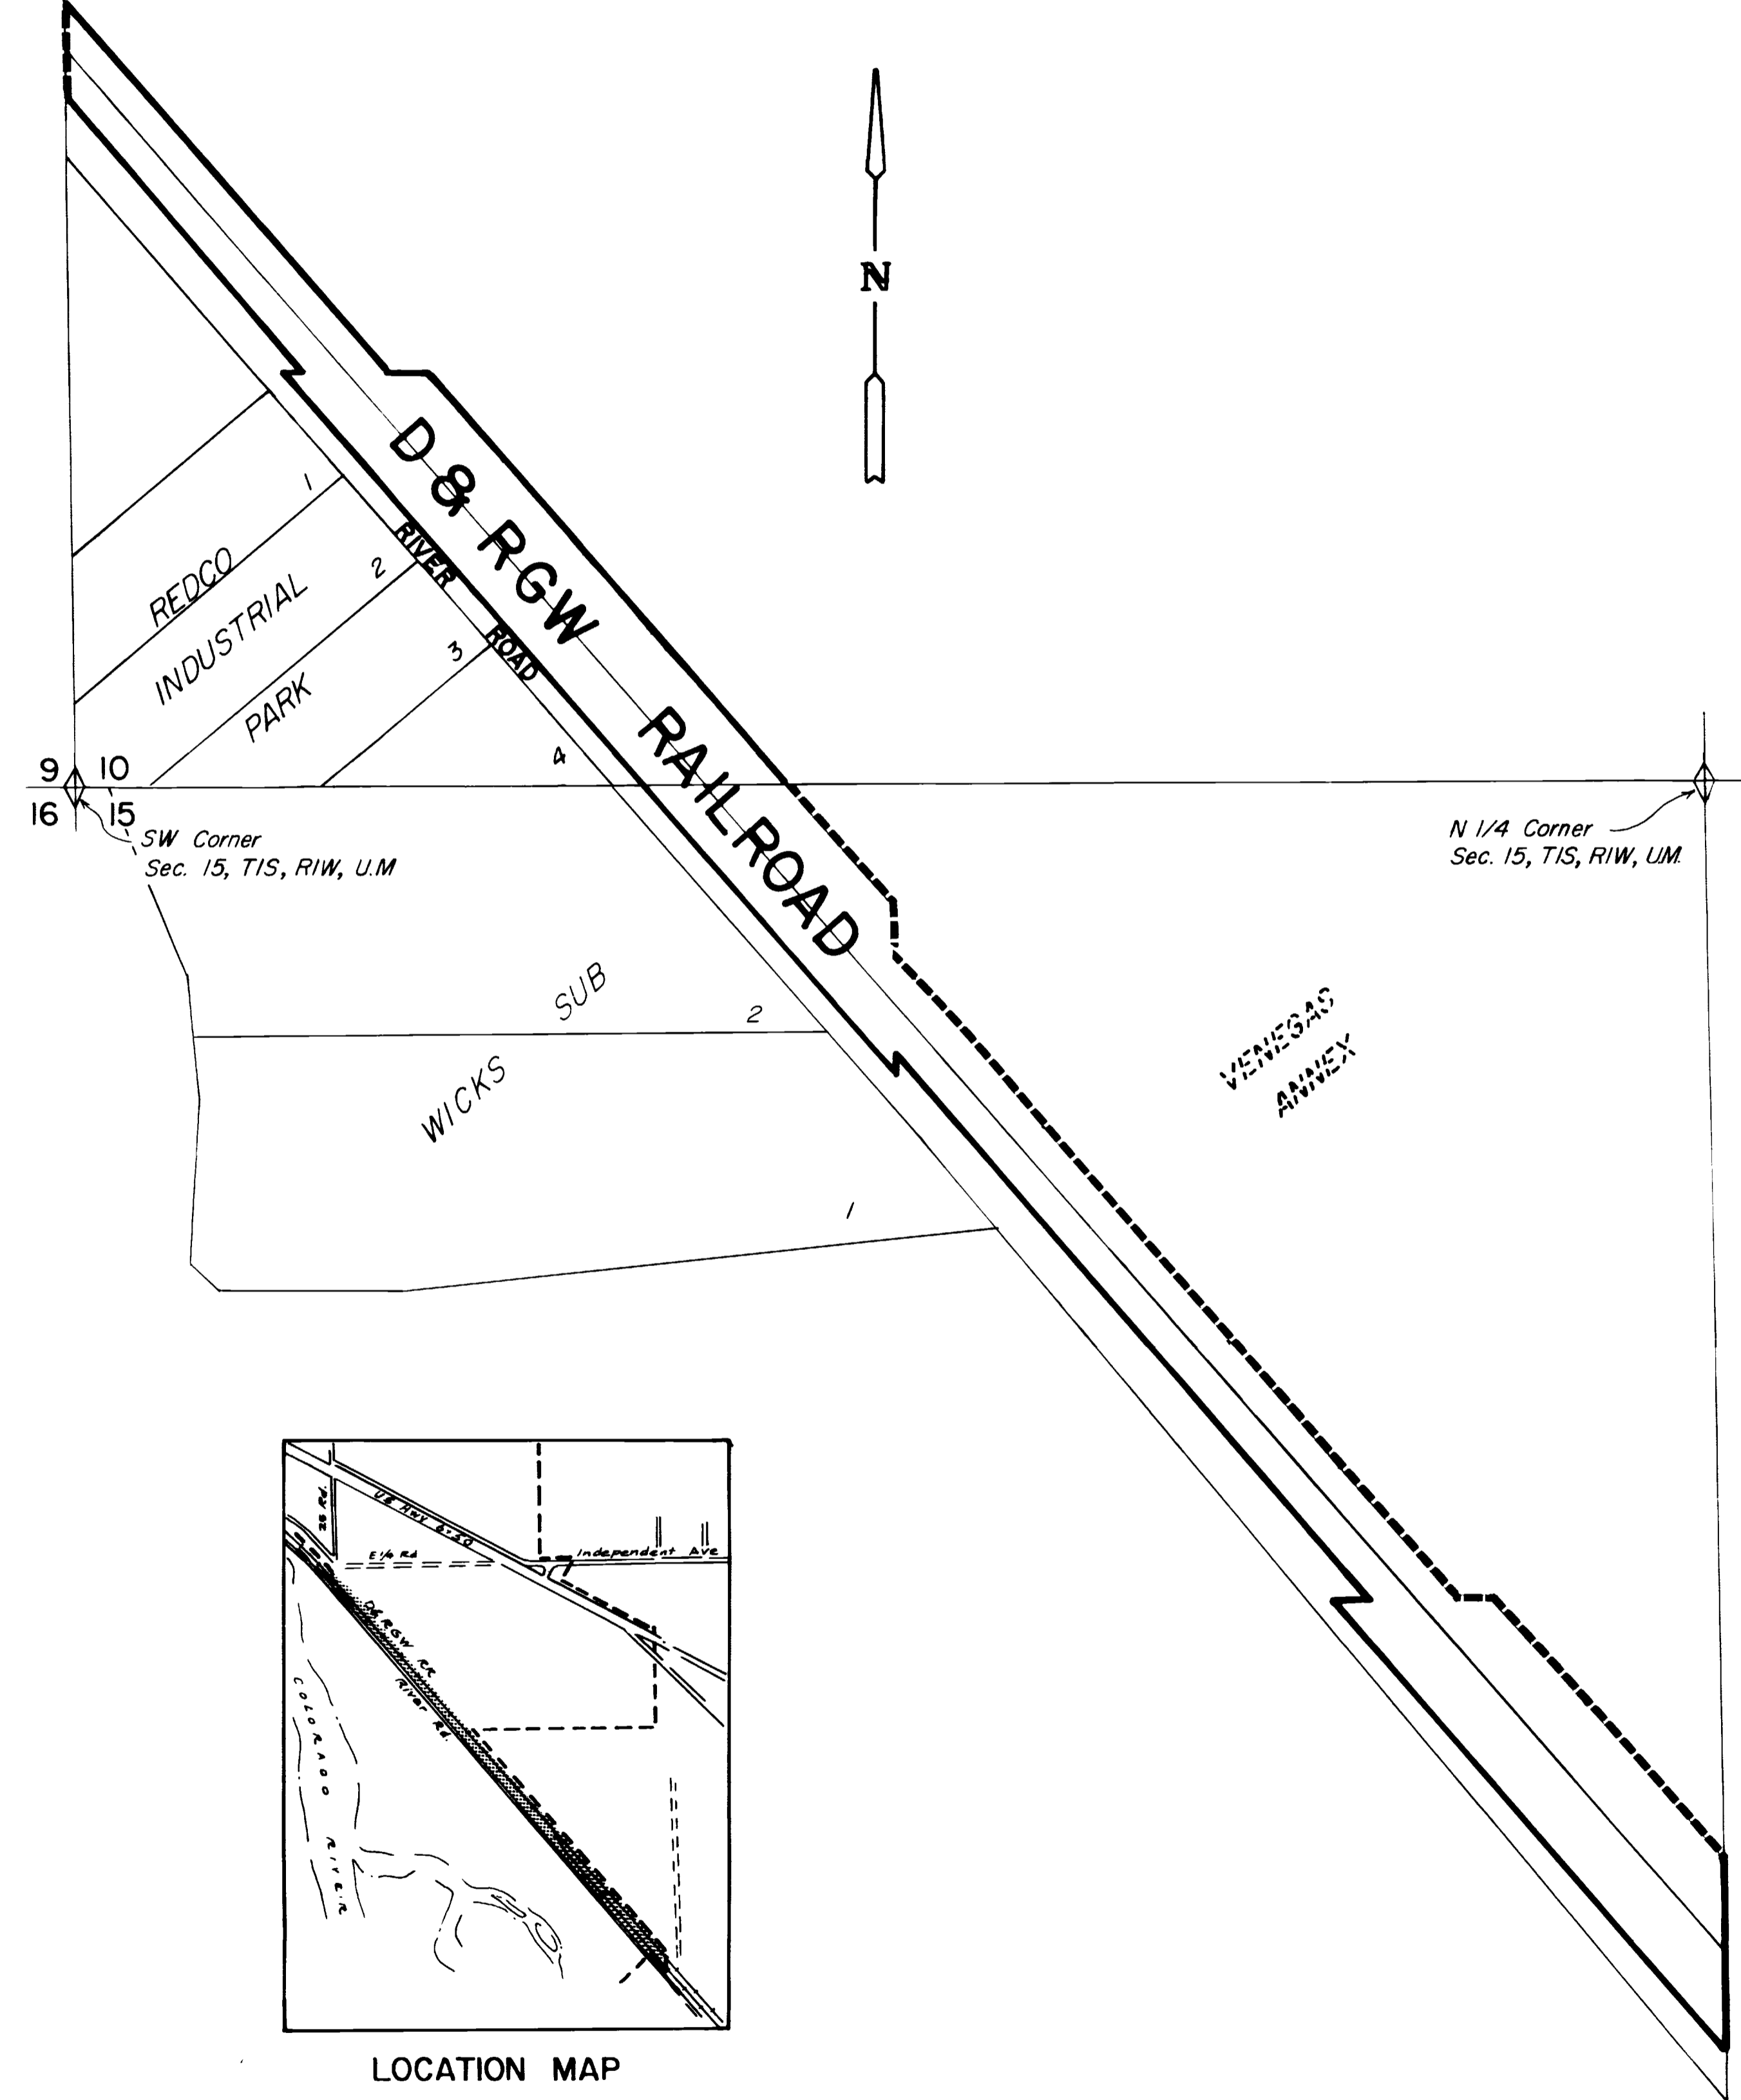 N
D & RGW RAILROAD
RIVER ROAD
1
REDCO
2
INDUSTRIAL
3
PARK
4
9 10
16 15
SW Corner
Sec. 15, T1S, R1W, U.M
N 1/4 Corner
Sec. 15, T1S, R1W, U.M.
SUB
2
WICKS
1
VENEGAS
ANNEX
25 Rd.
US Hwy 6+50
E 1/4 Rd
Independent Ave
D&RGW RR
River Rd.
COLORADO RIVER
LOCATION MAP